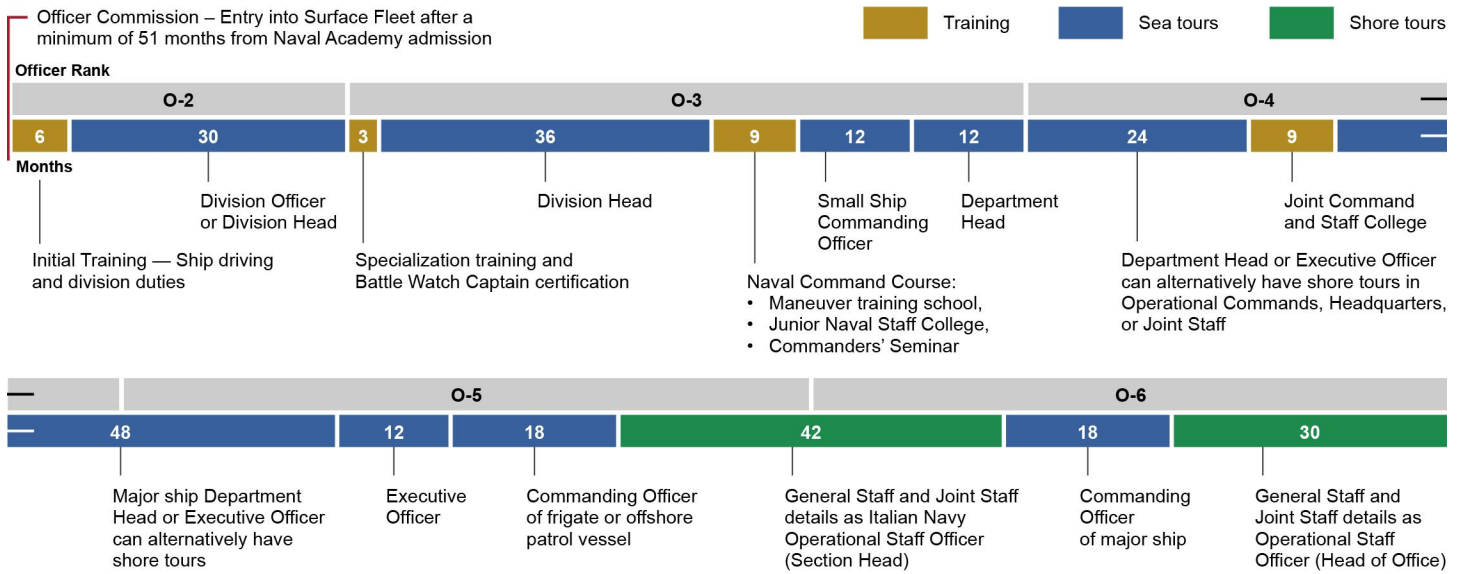 Officer Commission – Entry into Surface Fleet after a
minimum of 51 months from Naval Academy admission
Training
Sea tours
Shore tours
Officer Rank
O-2
O-3
O-4
6
30
3
36
9
12
12
24
9
Months
Division Officer
or Division Head
Division Head
Small Ship
Commanding
Officer
Department
Head
Joint Command
and Staff College
Initial Training — Ship driving
and division duties
Specialization training and
Battle Watch Captain certification
Naval Command Course:
• Maneuver training school,
• Junior Naval Staff College,
• Commanders’ Seminar
Department Head or Executive Officer
can alternatively have shore tours in
Operational Commands, Headquarters,
or Joint Staff
O-5
O-6
48
12
18
42
18
30
Major ship Department
Head or Executive Officer
can alternatively have
shore tours
Executive
Officer
Commanding Officer
of frigate or offshore
patrol vessel
General Staff and Joint Staff
details as Italian Navy
Operational Staff Officer
(Section Head)
Commanding
Officer
of major ship
General Staff and
Joint Staff details as
Operational Staff
Officer (Head of Office)